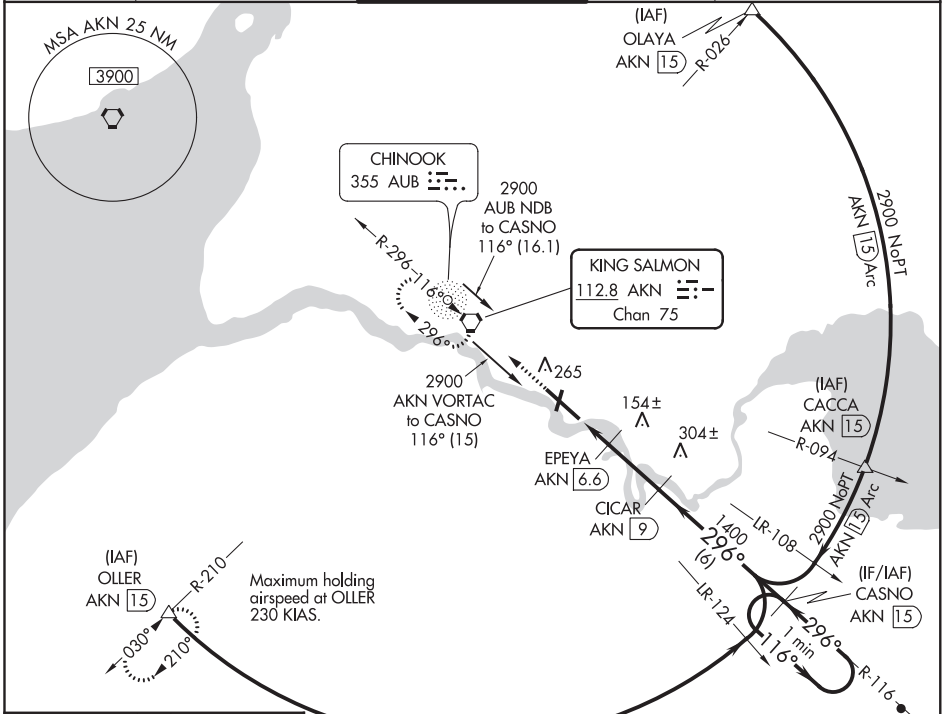 MSA AKN 25 NM
3900
(IAF)
OLAYA
AKN 15
R-026
2900 NoPT
AKN 15 Arc
CHINOOK
355 AUB
2900
AUB NDB
to CASNO
116° (16.1)
R-296
116°
296°
KING SALMON
112.8 AKN
Chan 75
2900
AKN VORTAC
to CASNO
116° (15)
265
154±
304±
EPEYA
AKN 6.6
CICAR
AKN 9
(IAF)
CACCA
AKN 15
R-094
2900 NoPT
AKN 15 Arc
LR-108
1400
296°
(6)
LR-124
(IF/IAF)
CASNO
AKN 15
296°
1 min
116°
R-116
(IAF)
OLLER
AKN 15
R-210
030°
210°
Maximum holding
airspeed at OLLER
230 KIAS.